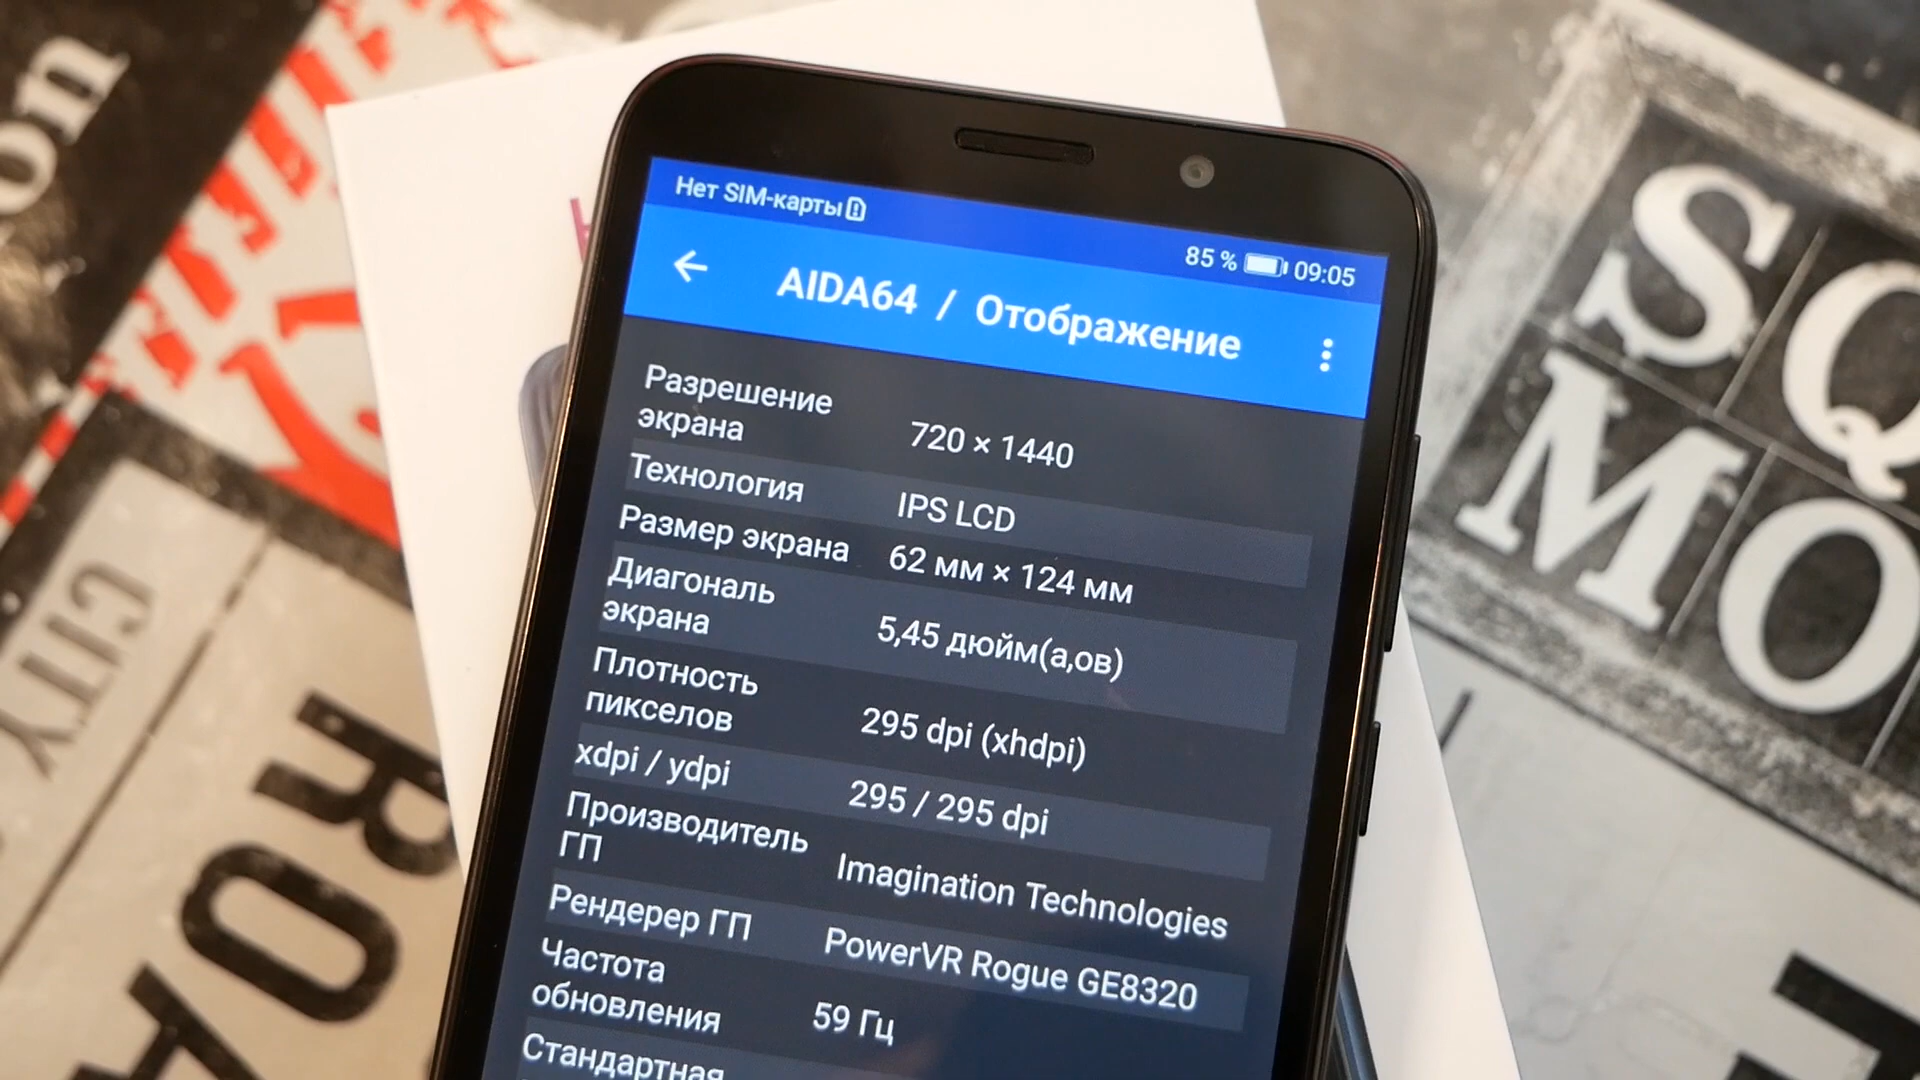 on
Нет SIM-карты
85 % 09:05
AIDA64 / Отображение
Разрешение
экрана
720 × 1440
Технология
IPS LCD
Размер экрана
62 мм × 124 мм
Диагональ
экрана
5,45 дюйм(а,ов)
Плотность
пикселов
295 dpi (xhdpi)
xdpi / ydpi
295 / 295 dpi
Производитель
ГП
Imagination Technologies
Рендерер ГП
PowerVR Rogue GE8320
Частота
обновления
59 Гц
Стандартная
SQ
MO
CITY
ROA